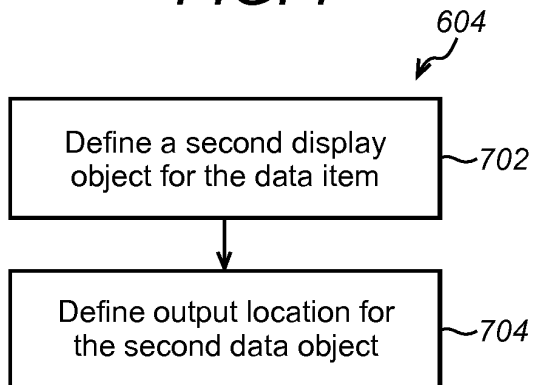 604
Define a second display
object for the data item
702
Define output location for
the second data object
704